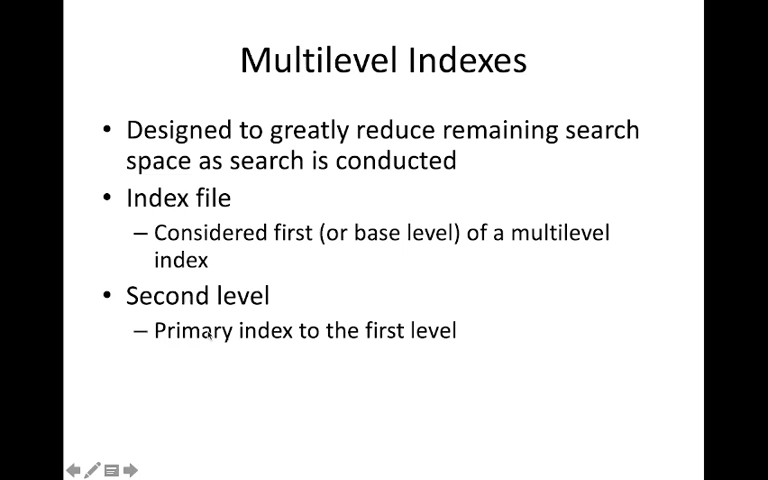 Multilevel Indexes
• Designed to greatly reduce remaining search
space as search is conducted
• Index file
– Considered first (or base level) of a multilevel
index
• Second level
– Primary index to the first level